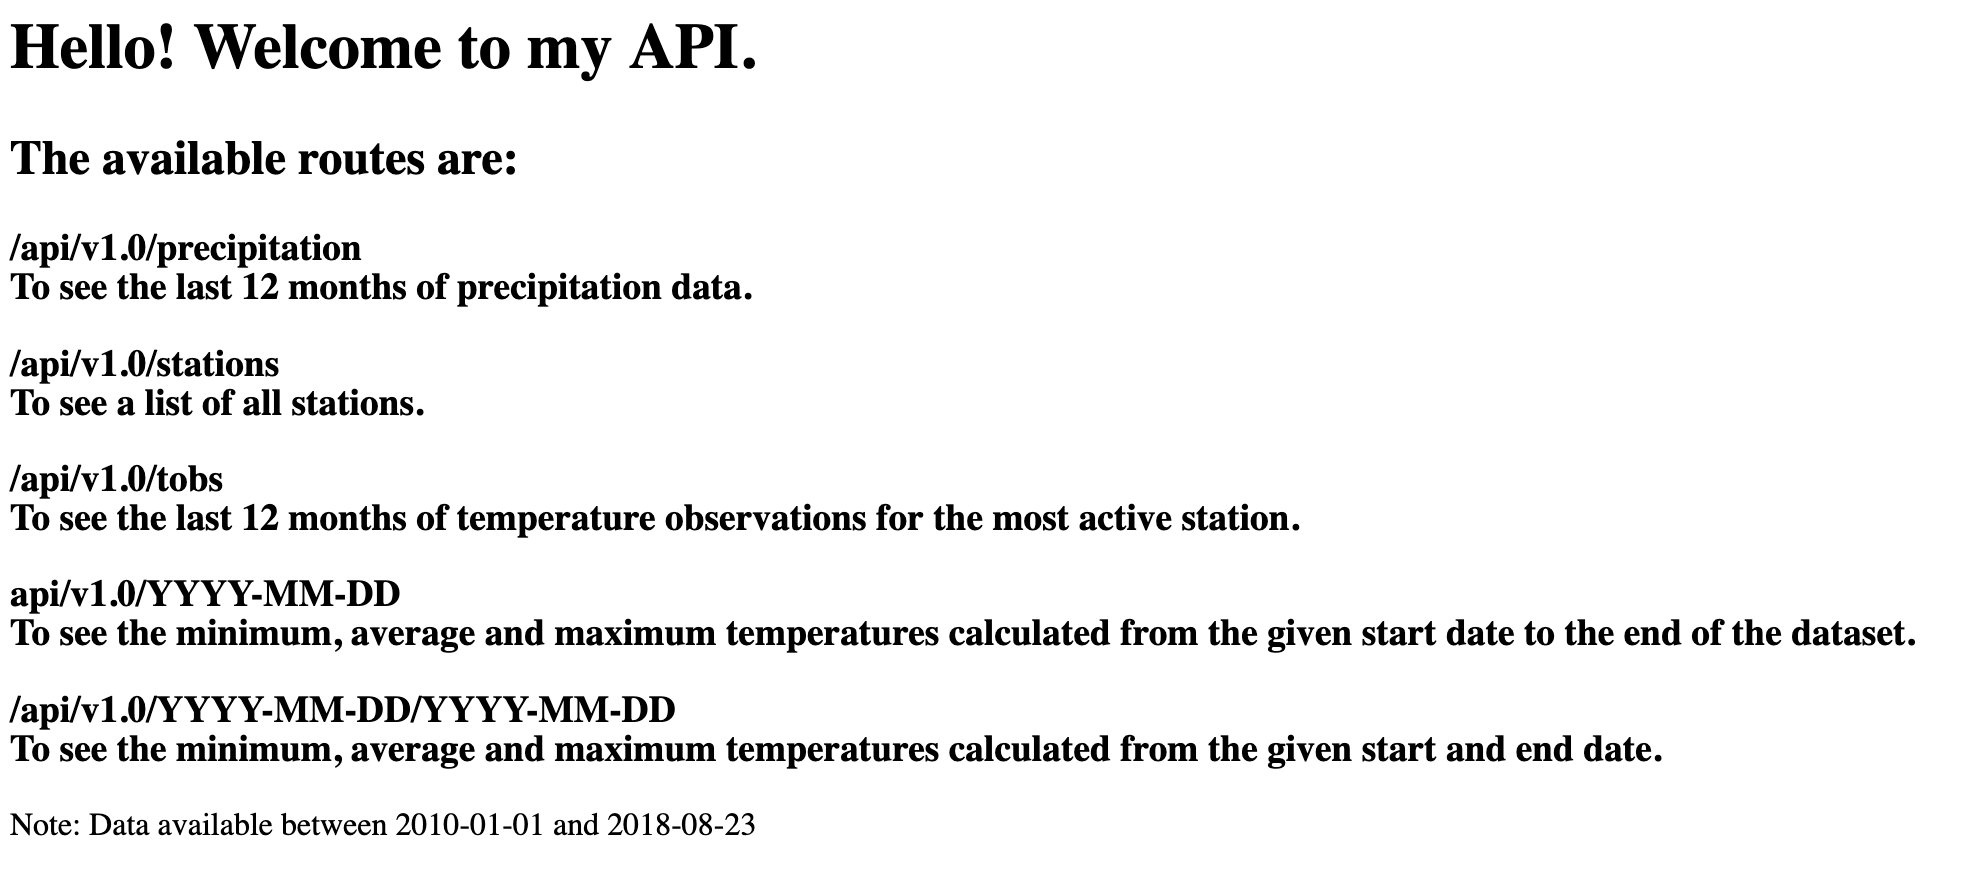 Hello! Welcome to my API.
The available routes are:
/api/v1.0/precipitation
To see the last 12 months of precipitation data.
/api/v1.0/stations
To see a list of all stations.
/api/v1.0/tobs
To see the last 12 months of temperature observations for the most active station.
api/v1.0/YYYY-MM-DD
To see the minimum, average and maximum temperatures calculated from the given start date to the end of the dataset.
/api/v1.0/YYYY-MM-DD/YYYY-MM-DD
To see the minimum, average and maximum temperatures calculated from the given start and end date.
Note: Data available between 2010-01-01 and 2018-08-23